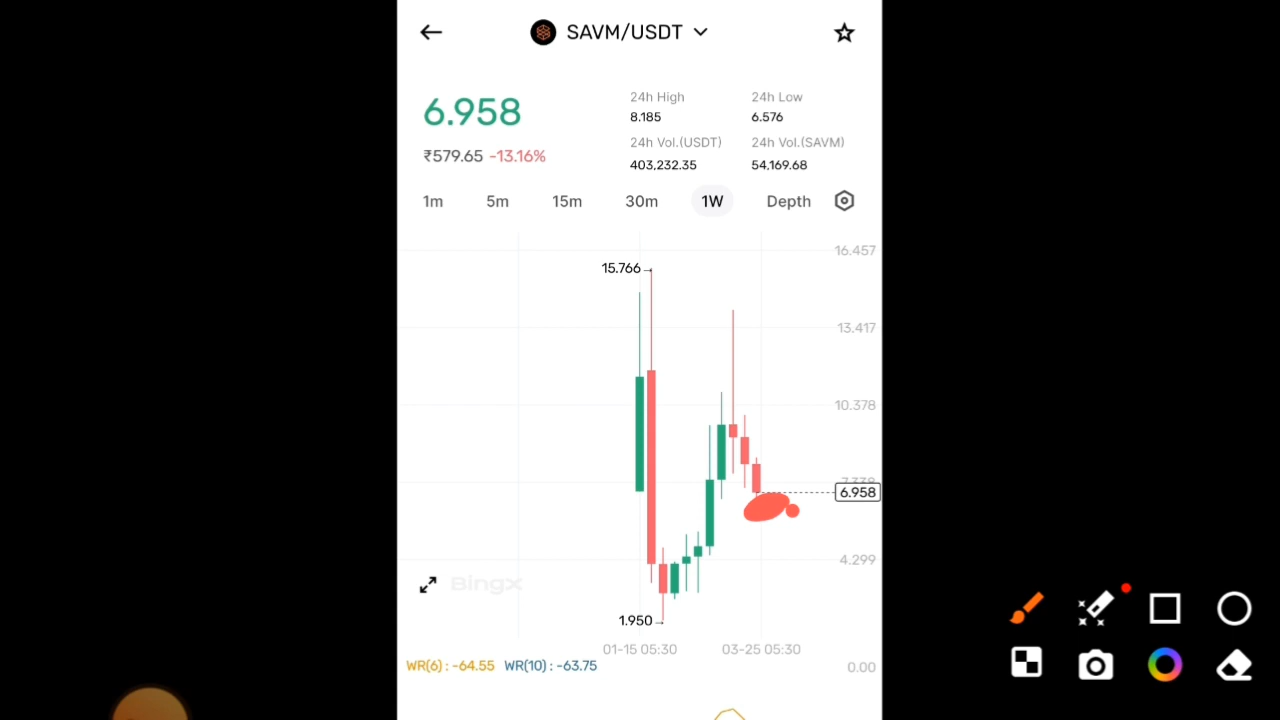 SAVM/USDT
6.958
₹579.65 -13.16%
24h High
8.185
24h Low
6.576
24h Vol.(USDT)
403,232.35
24h Vol.(SAVM)
54,169.68
1m 5m 15m 30m 1W Depth
16.457
15.766
13.417
10.378
6.958
4.299
BingX
1.950
01-15 05:30 03-25 05:30
WR(6) : -64.55 WR(10) : -63.75 0.00